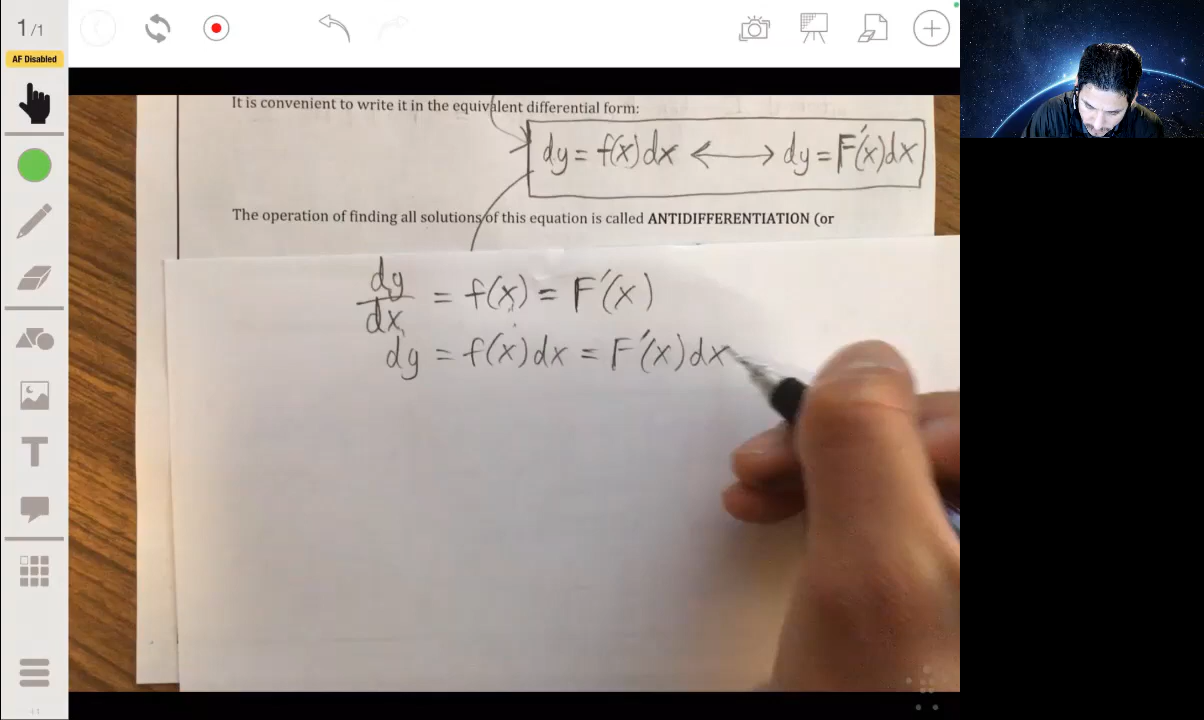 1/1
AF Disabled
It is convenient to write it in the equivalent differential form:
dy = f(x)dx ⟷ dy = F'(x)dx
The operation of finding all solutions of this equation is called ANTIDIFFERENTIATION (or
dy/dx = f(x) = F'(x)
dy = f(x)dx = F'(x)dx
T